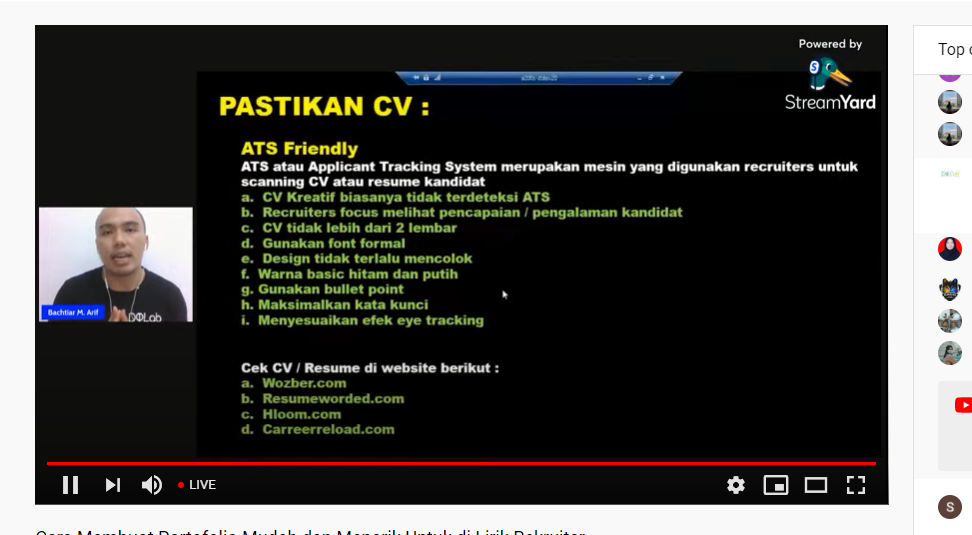 Powered by
StreamYard
PASTIKAN CV :
ATS Friendly
ATS atau Applicant Tracking System merupakan mesin yang digunakan recruiters untuk
scanning CV atau resume kandidat
a. CV Kreatif biasanya tidak terdeteksi ATS
b. Recruiters focus melihat pencapaian / pengalaman kandidat
c. CV tidak lebih dari 2 lembar
d. Gunakan font formal
e. Design tidak terlalu mencolok
f. Warna basic hitam dan putih
g. Gunakan bullet point
h. Maksimalkan kata kunci
i. Menyesuaikan efek eye tracking
Bachtiar M. Arif
Cek CV / Resume di website berikut :
a. Wozber.com
b. Resumeworded.com
c. Hloom.com
d. Carreerreload.com
LIVE
Cara Membuat Portofolio Mudah dan Menarik Untuk di Lirik Rekruiter
Top
S